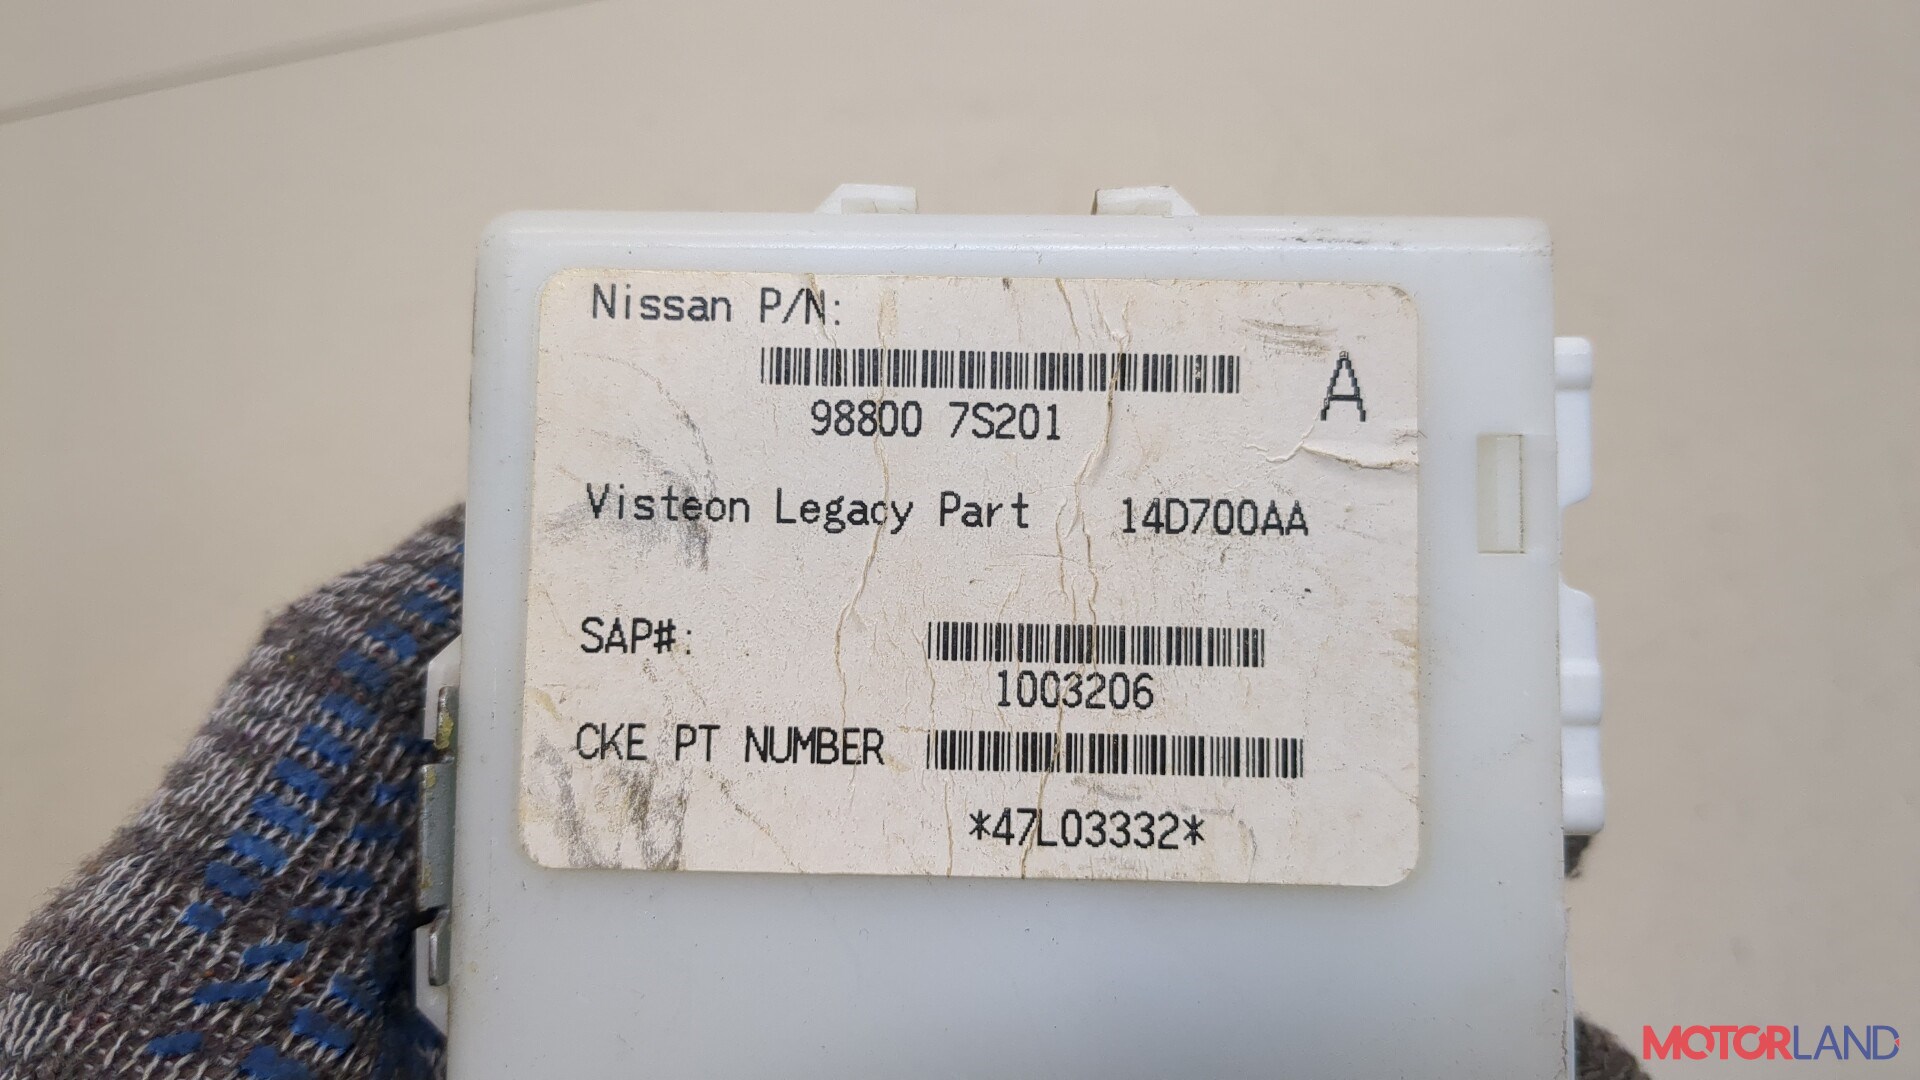 Nissan P/N:
A
98800 7S201
Visteon Legacy Part 14D700AA
SAP#:
1003206
CKE PT NUMBER
*47L03332*
MOTORLAND